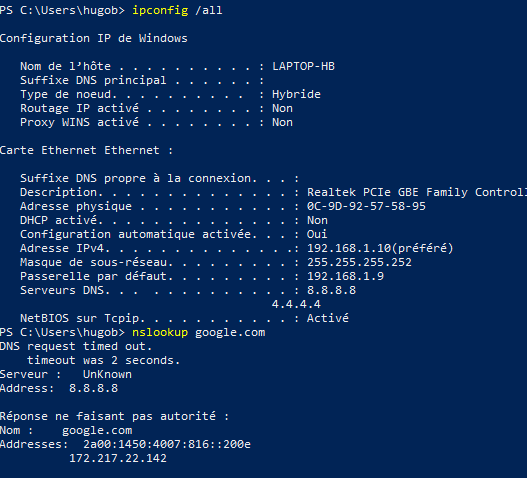 PS C:\Users\hugob> ipconfig /all
Configuration IP de Windows
Nom de l’hôte . . . . . . . . . . : LAPTOP-HB
Suffixe DNS principal . . . . . . :
Type de noeud. . . . . . . . . . : Hybride
Routage IP activé . . . . . . . . : Non
Proxy WINS activé . . . . . . . . : Non
Carte Ethernet Ethernet :
Suffixe DNS propre à la connexion. . . :
Description. . . . . . . . . . . . . . : Realtek PCIe GBE Family Controll
Adresse physique . . . . . . . . . . . : 0C-9D-92-57-58-95
DHCP activé. . . . . . . . . . . . . . : Non
Configuration automatique activée. . . : Oui
Adresse IPv4. . . . . . . . . . . . . .: 192.168.1.10(préféré)
Masque de sous-réseau. . . . . . . . . : 255.255.255.252
Passerelle par défaut. . . . . . . . . : 192.168.1.9
Serveurs DNS. . . . . . . . . . . . . : 8.8.8.8
4.4.4.4
NetBIOS sur Tcpip. . . . . . . . . . . : Activé
PS C:\Users\hugob> nslookup google.com
DNS request timed out.
timeout was 2 seconds.
Serveur : UnKnown
Address: 8.8.8.8
Réponse ne faisant pas autorité :
Nom : google.com
Addresses: 2a00:1450:4007:816::200e
172.217.22.142